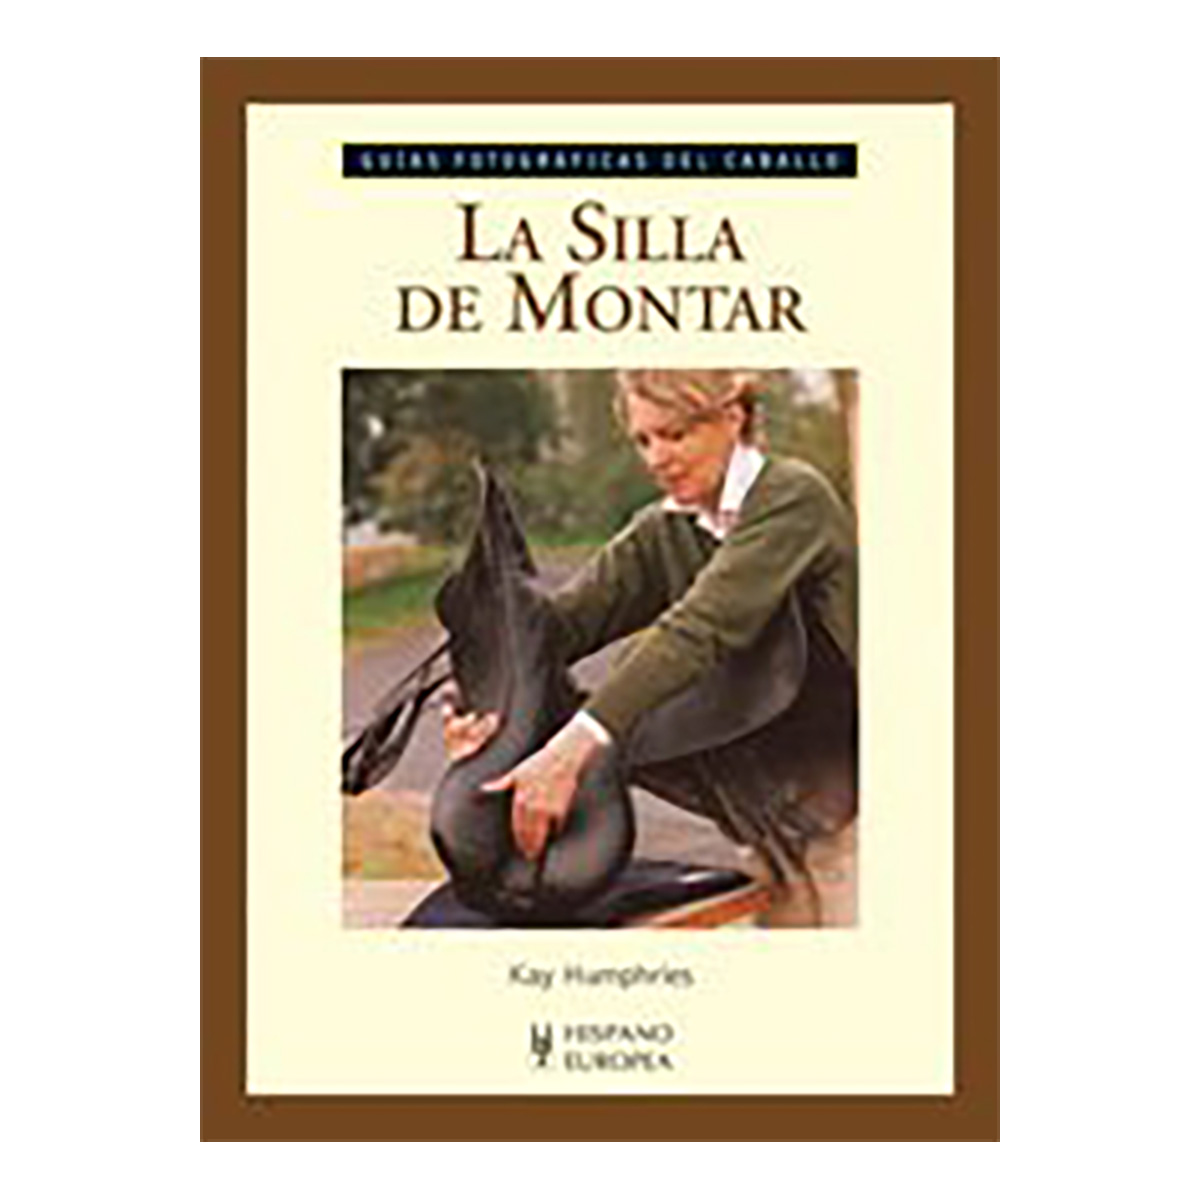 GUÍAS FOTOGRÁFICAS DEL CABALLO
LA SILLA
DE MONTAR
Kay Humphries
HISPANO
EUROPEA